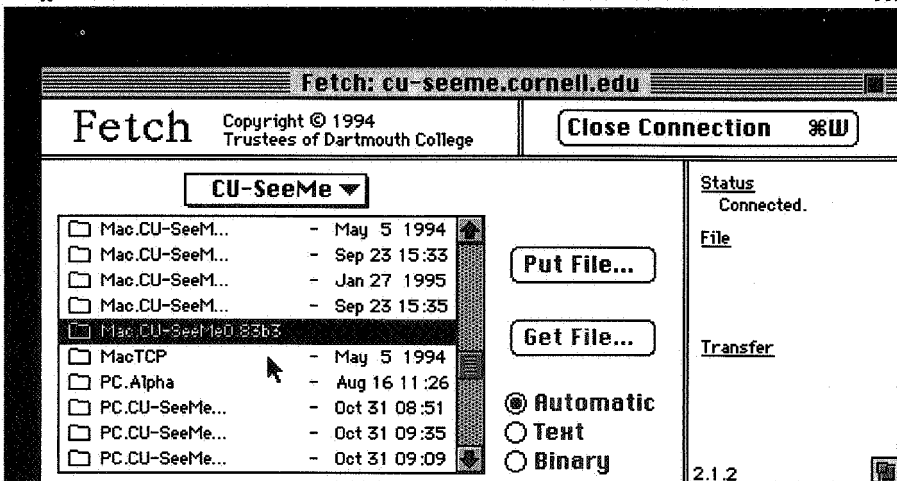 Fetch: cu-seeme.cornell.edu
Fetch
Copyright © 1994
Trustees of Dartmouth College
Close Connection ⌘W
CU-SeeMe
Mac.CU-SeeM... - May 5 1994
Mac.CU-SeeM... - Sep 23 15:33
Mac.CU-SeeM... - Jan 27 1995
Mac.CU-SeeM... - Sep 23 15:35
Mac.CU-SeeMe0.83b3
MacTCP - May 5 1994
PC.Alpha - Aug 16 11:26
PC.CU-SeeMe... - Oct 31 08:51
PC.CU-SeeMe... - Oct 31 09:35
PC.CU-SeeMe... - Oct 31 09:09
Put File...
Get File...
Automatic
Text
Binary
Status
Connected.
File
Transfer
2.1.2